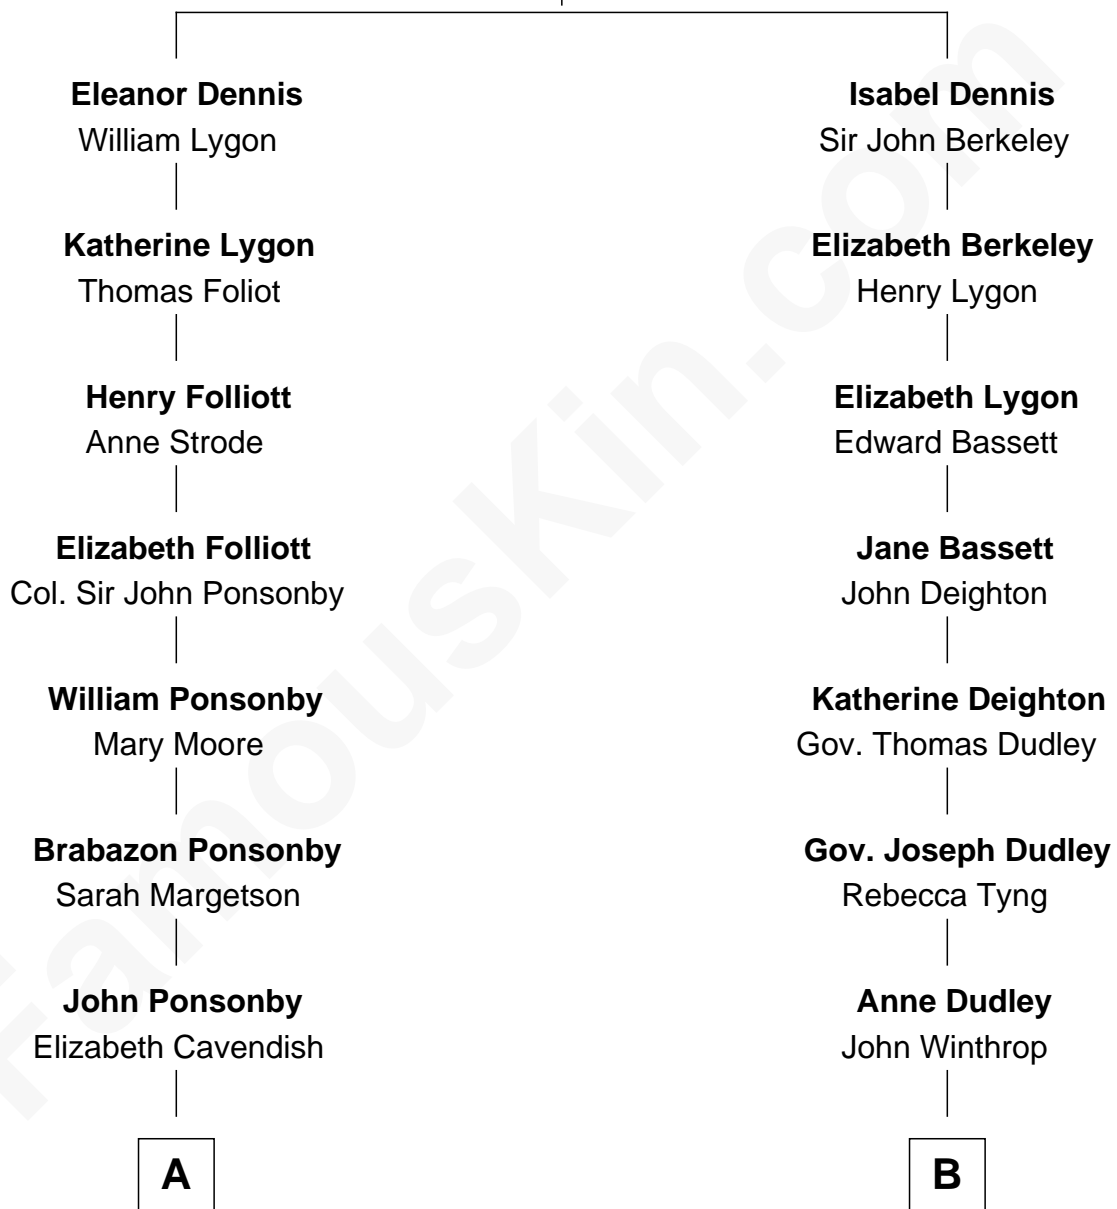 Eleanor Dennis
William Lygon
Katherine Lygon
Thomas Foliot
Henry Folliott
Anne Strode
Elizabeth Folliott
Col. Sir John Ponsonby
William Ponsonby
Mary Moore
Brabazon Ponsonby
Sarah Margetson
John Ponsonby
Elizabeth Cavendish
A
Isabel Dennis
Sir John Berkeley
Elizabeth Berkeley
Henry Lygon
Elizabeth Lygon
Edward Bassett
Jane Bassett
John Deighton
Katherine Deighton
Gov. Thomas Dudley
Gov. Joseph Dudley
Rebecca Tyng
Anne Dudley
John Winthrop
B
FamousKin.com